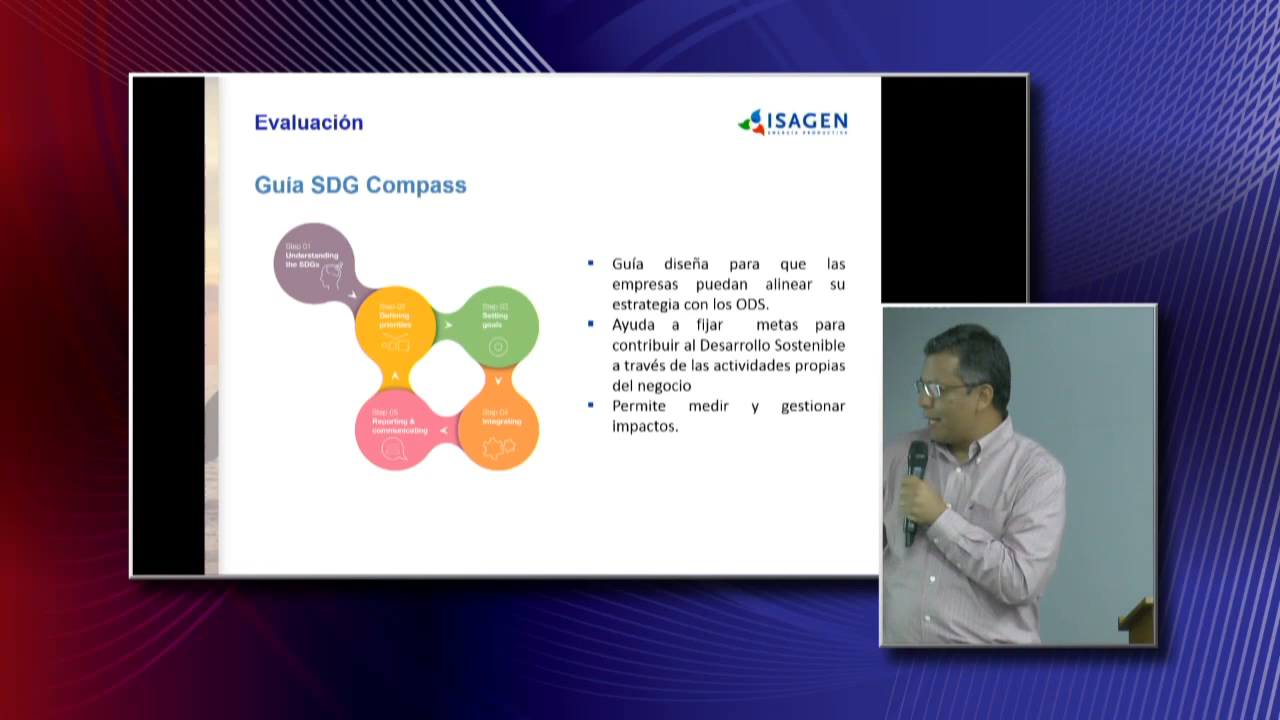 Evaluación
ISAGEN
ENERGÍA PRODUCTIVA
Guía SDG Compass
Step 01
Understanding
the SDGs
Step 02
Defining
priorities
Step 03
Setting
goals
Step 05
Reporting &
communicating
Step 04
Integrating
▪ Guía diseña para que las
empresas puedan alinear su
estrategia con los ODS.
▪ Ayuda a fijar metas para
contribuir al Desarrollo Sostenible
a través de las actividades propias
del negocio
▪ Permite medir y gestionar
impactos.